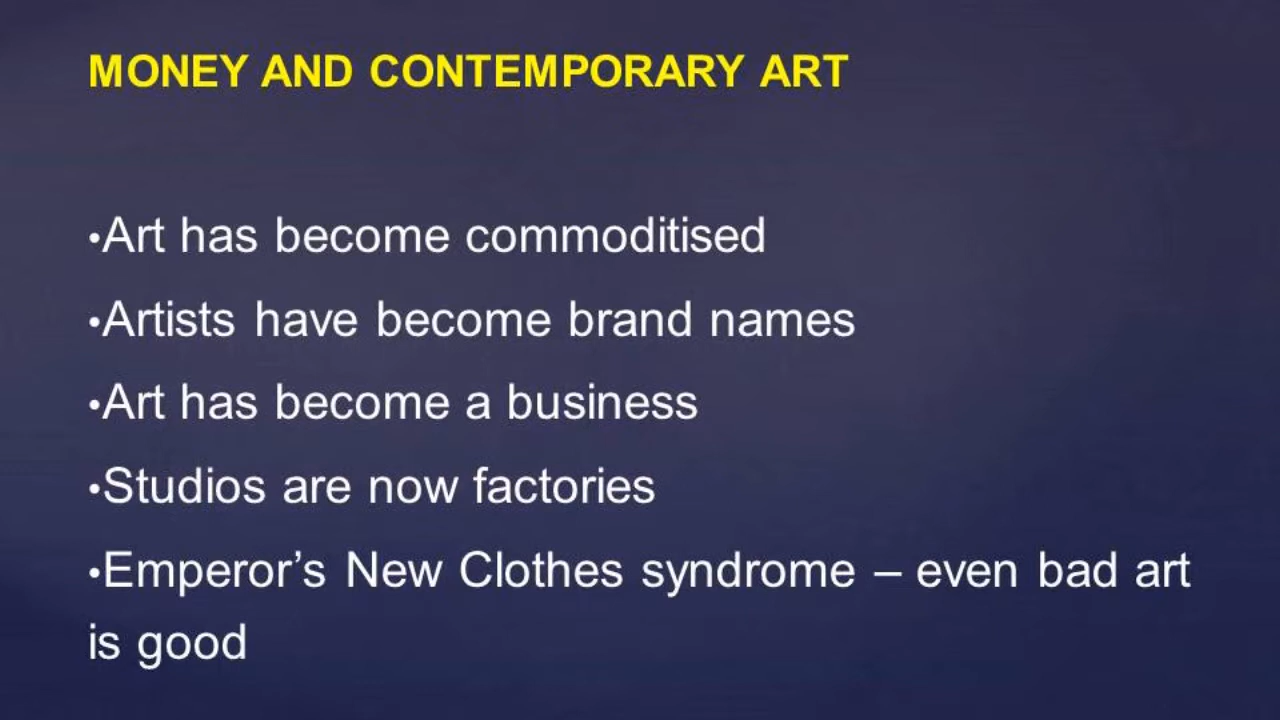 MONEY AND CONTEMPORARY ART
•Art has become commoditised
•Artists have become brand names
•Art has become a business
•Studios are now factories
•Emperor’s New Clothes syndrome – even bad art
is good